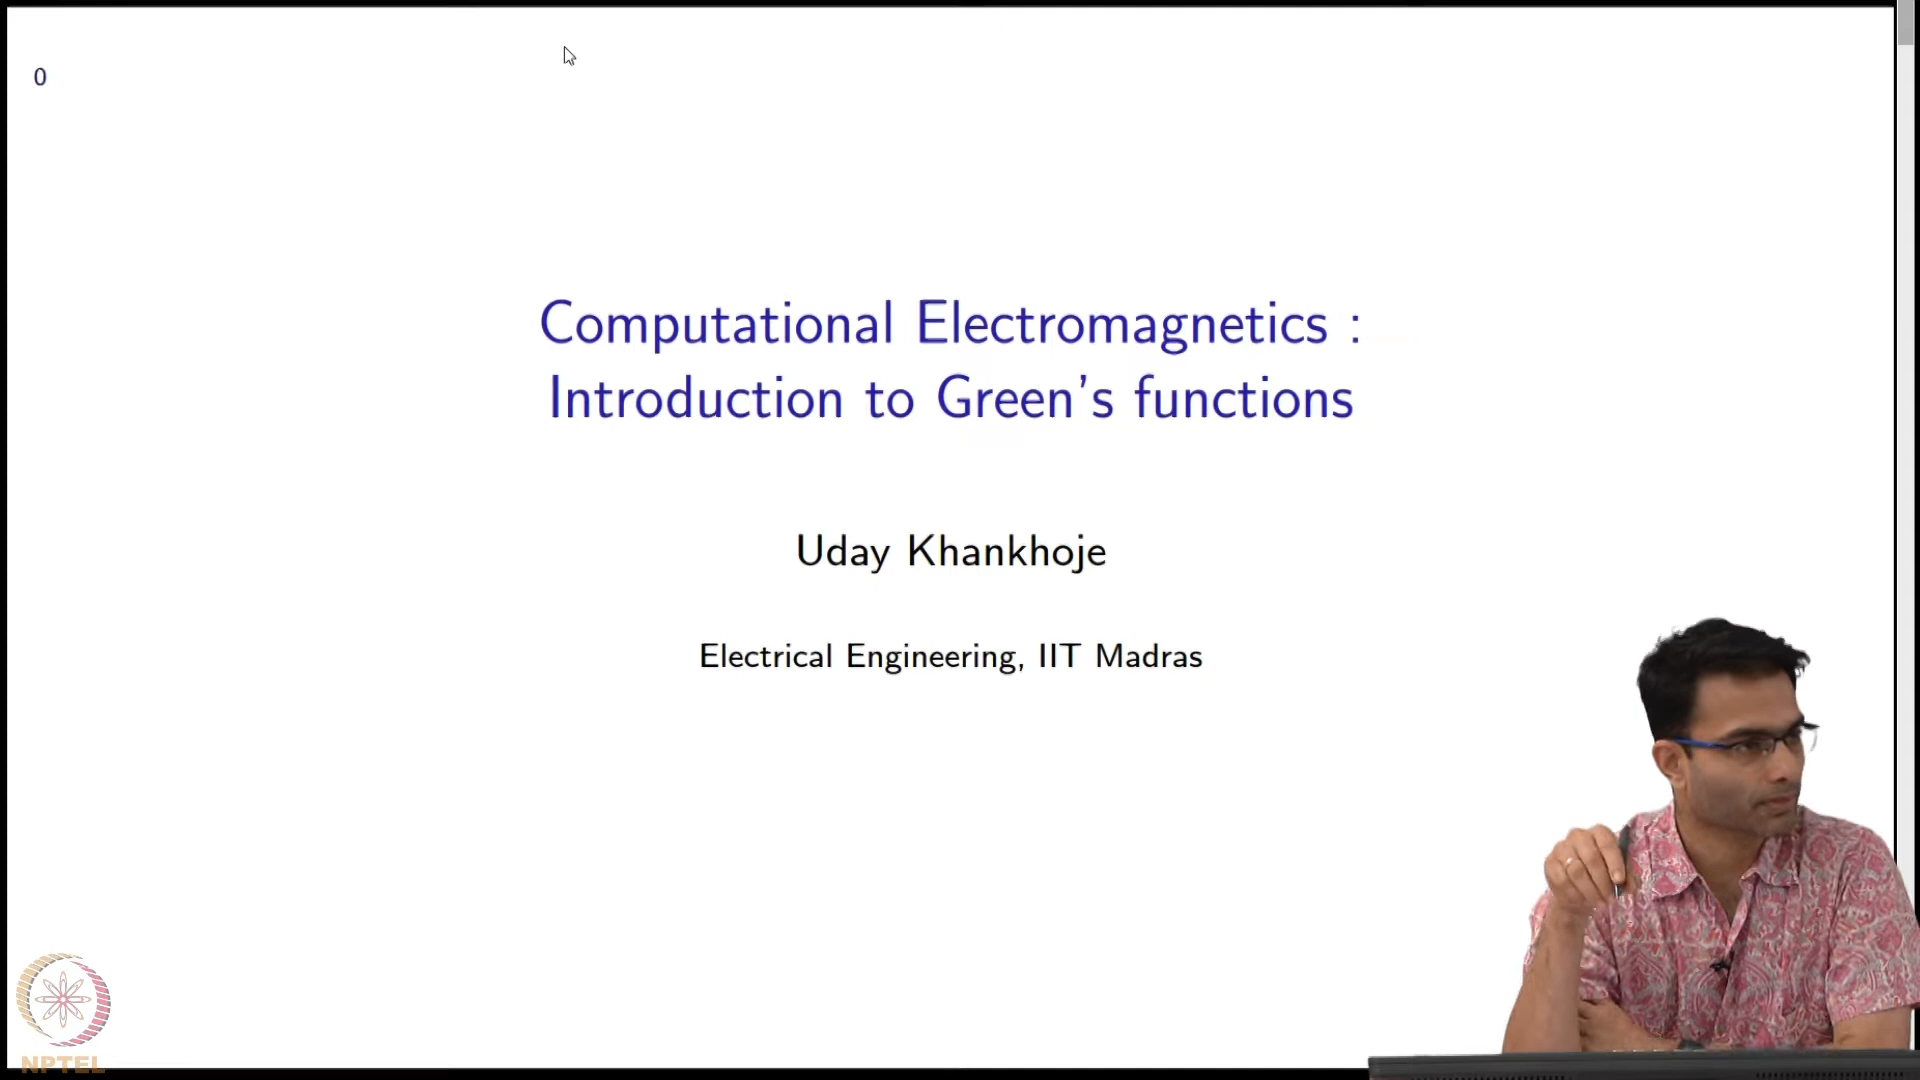 0
Computational Electromagnetics :
Introduction to Green's functions
Uday Khankhoje
Electrical Engineering, IIT Madras
NPTEL